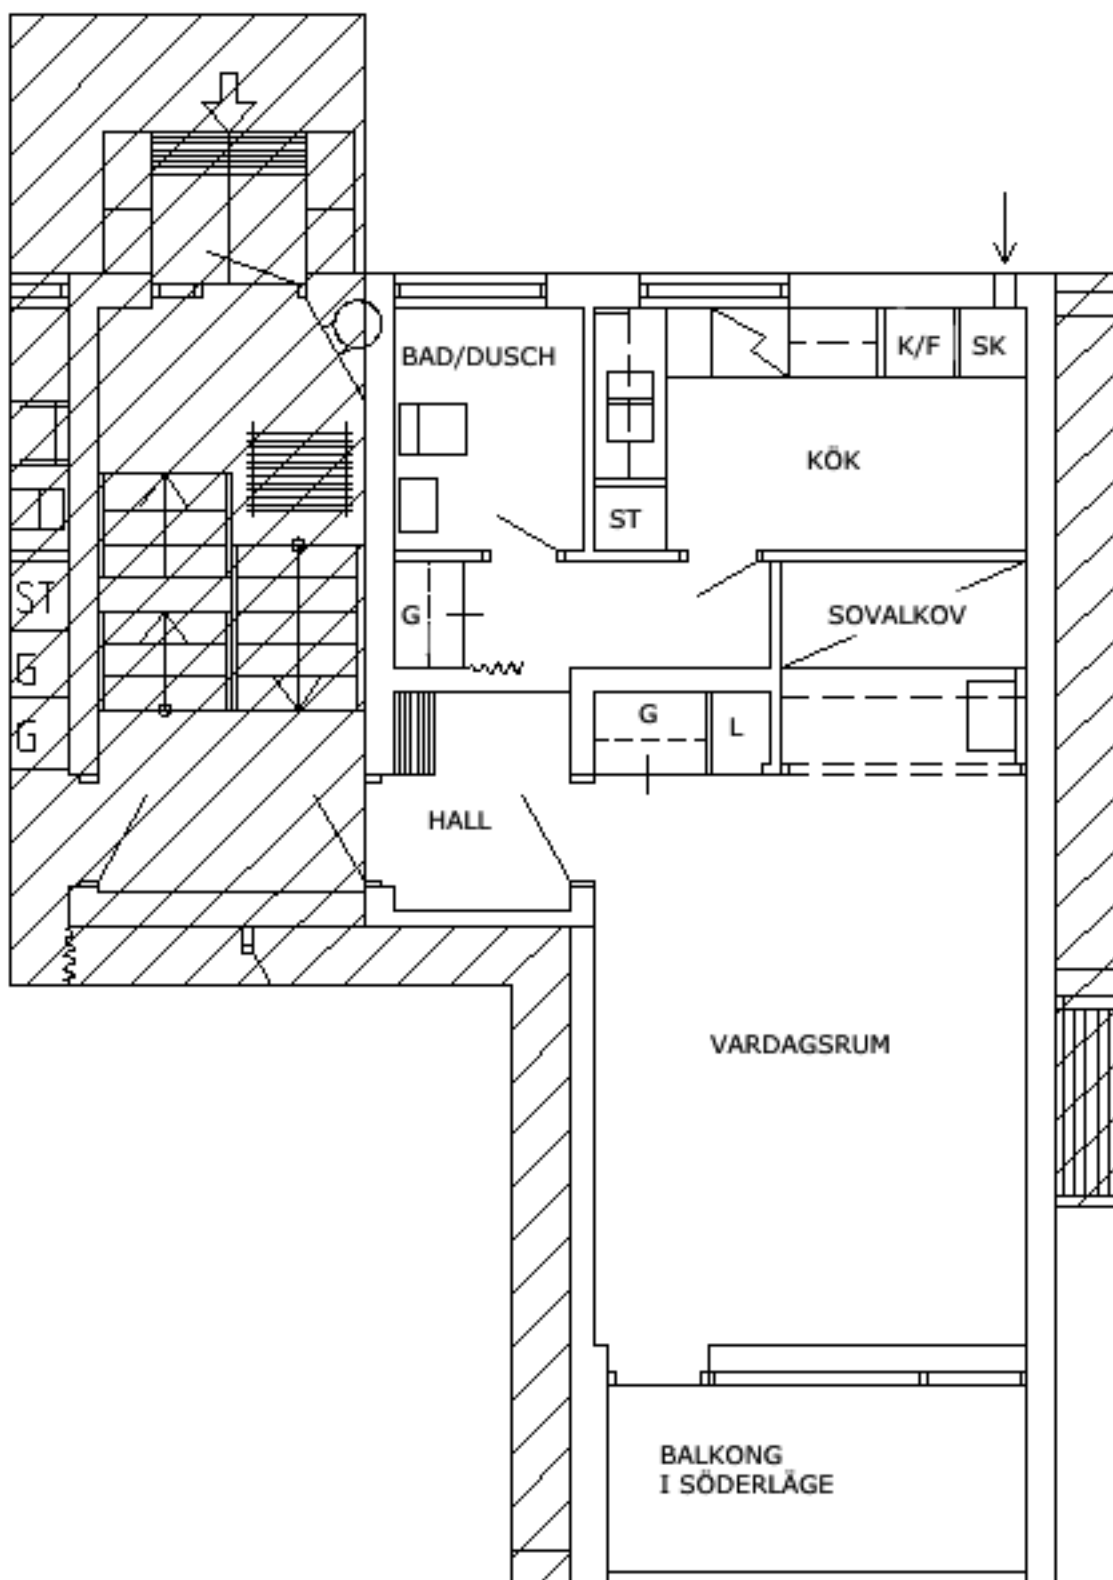 BAD/DUSCH
K/F
SK
KÖK
ST
ST
G
SOVALKOV
G
G
L
G
HALL
VARDAGSRUM
BALKONG
I SÖDERLÄGE